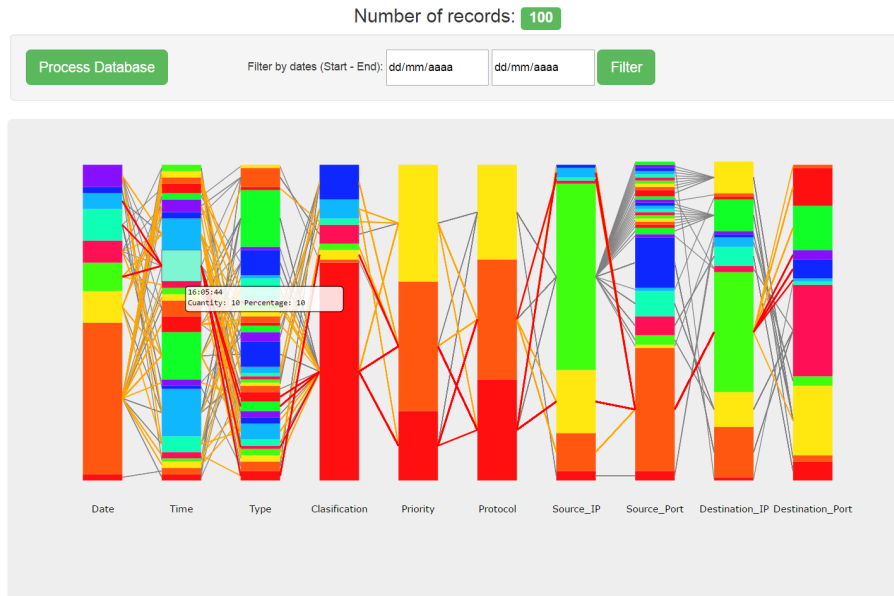 Number of records: 100
Process Database
Filter by dates (Start - End): dd/mm/aaaa dd/mm/aaaa Filter
16:05:44
Cuantity: 10 Percentage: 10
Date Time Type Clasification Priority Protocol Source_IP Source_Port Destination_IP Destination_Port